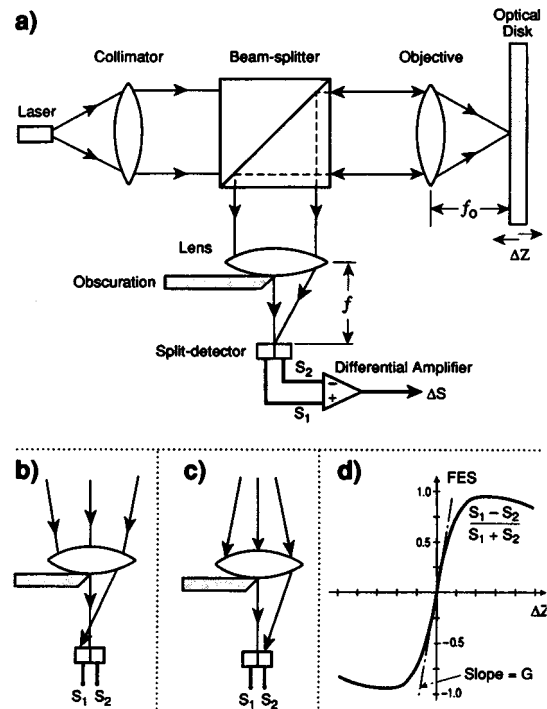 a)
Collimator
Beam-splitter
Objective
Optical
Disk
Laser
f₀
ΔZ
Lens
Obscuration
f
Split-detector
S₂
Differential Amplifier
−
+
ΔS
S₁
b)
c)
d)
FES
1.0
0.5
S₁ − S₂
S₁ + S₂
ΔZ
−0.5
−1.0
Slope = G
S₁ S₂
S₁ S₂